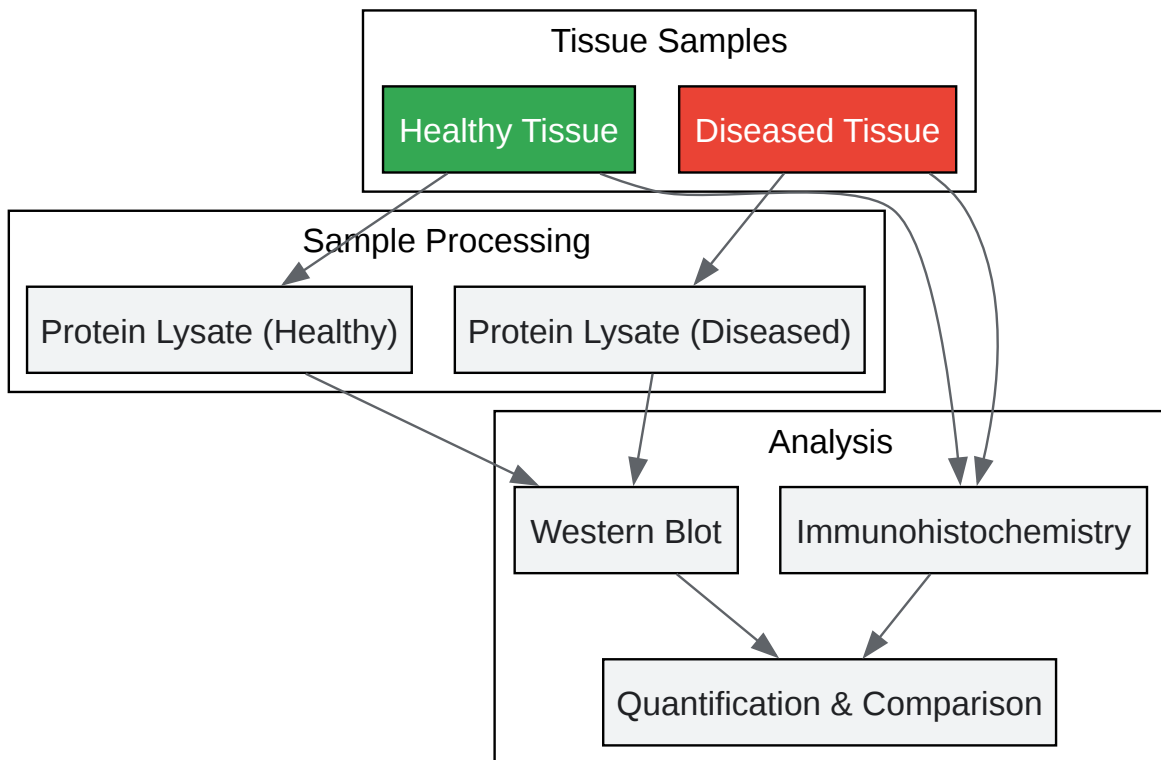 Tissue Samples
Healthy Tissue
Diseased Tissue
Sample Processing
Protein Lysate (Healthy)
Protein Lysate (Diseased)
Analysis
Western Blot
Immunohistochemistry
Quantification & Comparison